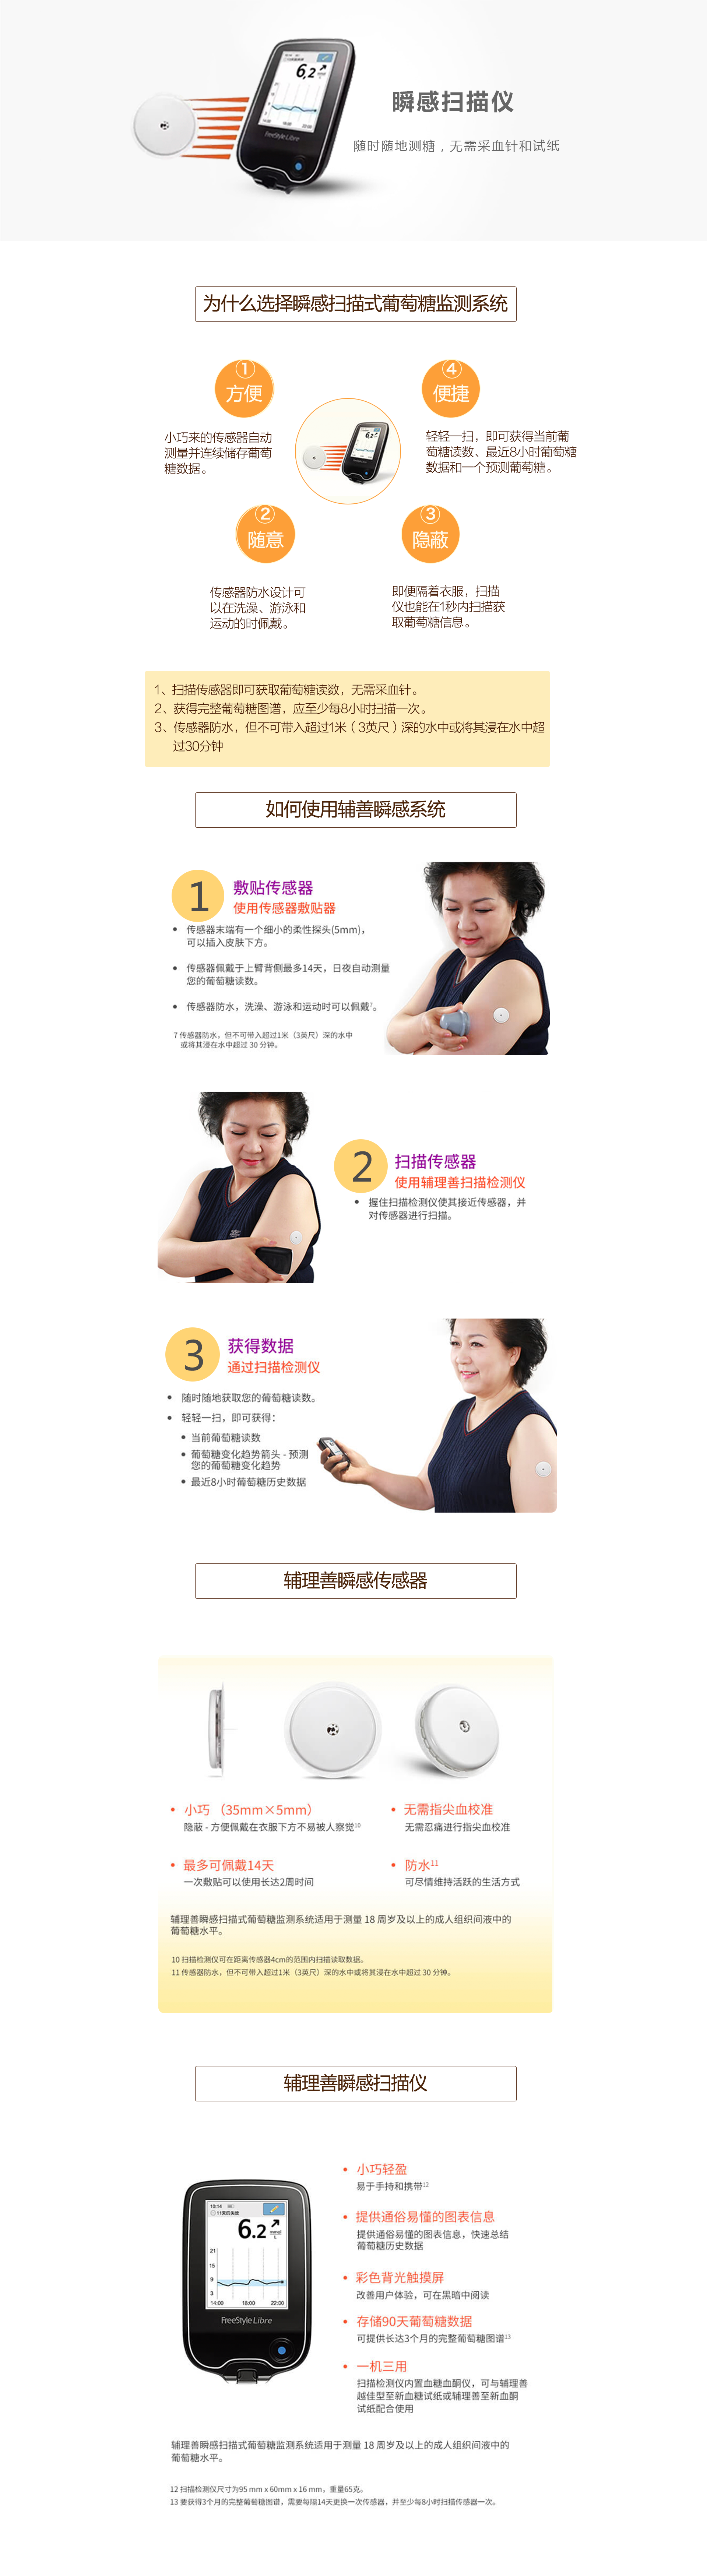 6.2
FreeStyle Libre
瞬感扫描仪
随时随地测糖，无需采血针和试纸
为什么选择瞬感扫描式葡萄糖监测系统
①
方便
小巧来的传感器自动
测量并连续储存葡萄
糖数据。
④
便捷
轻轻一扫，即可获得当前葡
萄糖读数、最近8小时葡萄糖
数据和一个预测葡萄糖。
6.2
②
随意
传感器防水设计可
以在洗澡、游泳和
运动的时佩戴。
③
隐蔽
即便隔着衣服，扫描
仪也能在1秒内扫描获
取葡萄糖信息。
1、扫描传感器即可获取葡萄糖读数，无需采血针。
2、获得完整葡萄糖图谱，应至少每8小时扫描一次。
3、传感器防水，但不可带入超过1米（3英尺）深的水中或将其浸在水中超
过30分钟
如何使用辅善瞬感系统
1
敷贴传感器
使用传感器敷贴器
• 传感器末端有一个细小的柔性探头(5mm)，
可以插入皮肤下方。
• 传感器佩戴于上臂背侧最多14天，日夜自动测量
您的葡萄糖读数。
• 传感器防水，洗澡、游泳和运动时可以佩戴7。
7 传感器防水，但不可带入超过1米（3英尺）深的水中
或将其浸在水中超过 30 分钟。
2
扫描传感器
使用辅理善扫描检测仪
• 握住扫描检测仪使其接近传感器，并
对传感器进行扫描。
3
获得数据
通过扫描检测仪
• 随时随地获取您的葡萄糖读数。
• 轻轻一扫，即可获得：
• 当前葡萄糖读数
• 葡萄糖变化趋势箭头 - 预测
您的葡萄糖变化趋势
• 最近8小时葡萄糖历史数据
辅理善瞬感传感器
• 小巧 （35mm×5mm）
隐蔽 - 方便佩戴在衣服下方不易被人察觉10
• 无需指尖血校准
无需忍痛进行指尖血校准
• 最多可佩戴14天
一次敷贴可以使用长达2周时间
• 防水11
可尽情维持活跃的生活方式
辅理善瞬感扫描式葡萄糖监测系统适用于测量 18 周岁及以上的成人组织间液中的
葡萄糖水平。
10 扫描检测仪可在距离传感器4cm的范围内扫描读取数据。
11 传感器防水，但不可带入超过1米（3英尺）深的水中或将其浸在水中超过 30 分钟。
辅理善瞬感扫描仪
13:14
11天后失效
6.2 mmol
L
21
15
9
3
14:00 18:00 22:00
FreeStyle Libre
• 小巧轻盈
易于手持和携带12
• 提供通俗易懂的图表信息
提供通俗易懂的图表信息，快速总结
葡萄糖历史数据
• 彩色背光触摸屏
改善用户体验，可在黑暗中阅读
• 存储90天葡萄糖数据
可提供长达3个月的完整葡萄糖图谱13
• 一机三用
扫描检测仪内置血糖血酮仪，可与辅理善
越佳型至新血糖试纸或辅理善至新血酮
试纸配合使用
辅理善瞬感扫描式葡萄糖监测系统适用于测量 18 周岁及以上的成人组织间液中的
葡萄糖水平。
12 扫描检测仪尺寸为95 mm x 60mm x 16 mm，重量65克。
13 要获得3个月的完整葡萄糖图谱，需要每隔14天更换一次传感器，并至少每8小时扫描传感器一次。